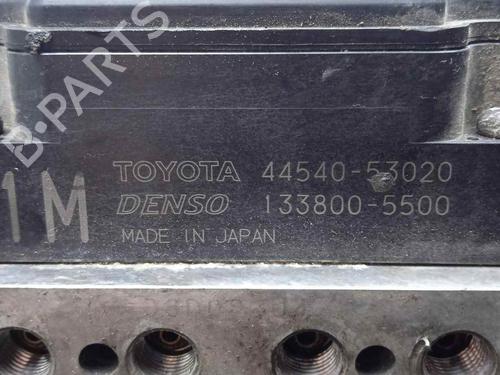 B-PARTS
TOYOTA 44540-53020
1M DENSO 133800-5500
MADE IN JAPAN